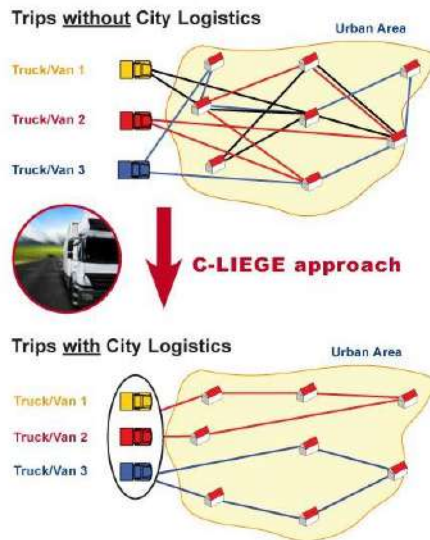 Trips without City Logistics
Urban Area
Truck/Van 1
Truck/Van 2
Truck/Van 3
C-LIEGE approach
Trips with City Logistics
Urban Area
Truck/Van 1
Truck/Van 2
Truck/Van 3